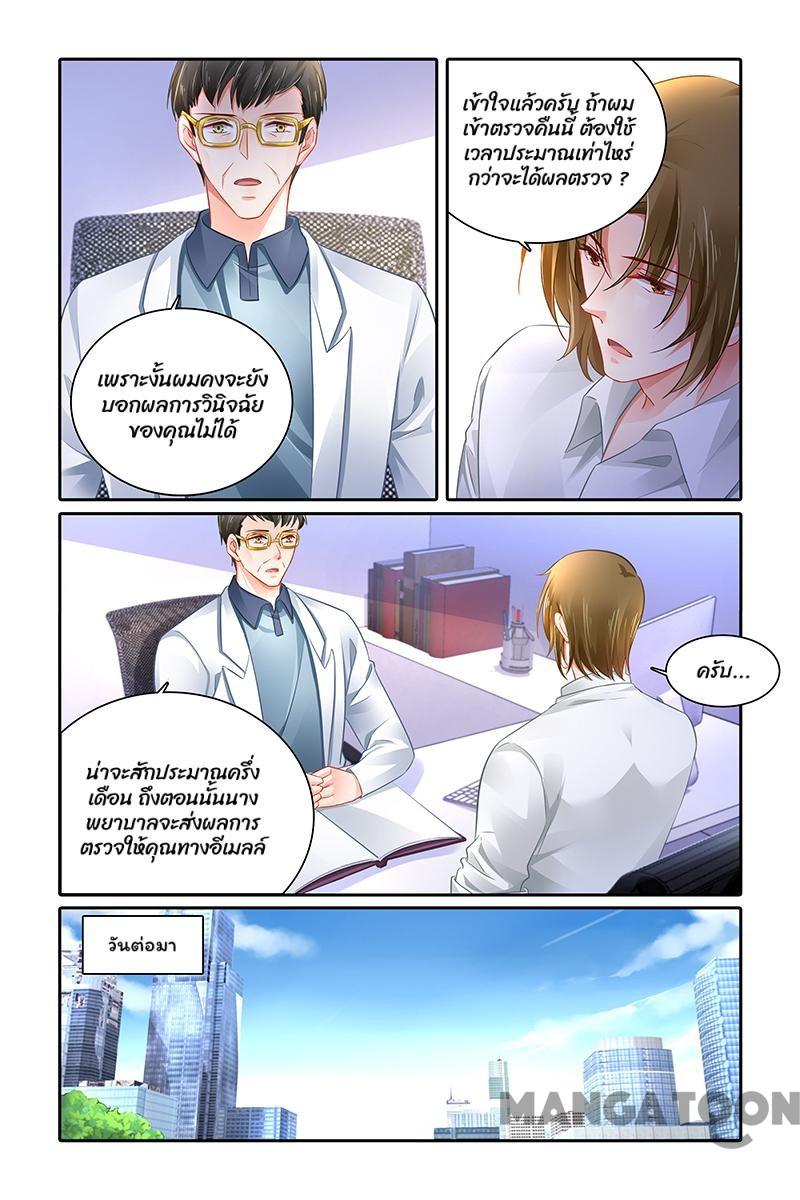 เพราะงั้นผมคงจะยัง
บอกผลการวินิจฉัย
ของคุณไม่ได้
เข้าใจแล้วครับ ถ้าผม
เข้าตรวจคืนนี้ ต้องใช้
เวลาประมาณเท่าไหร่
กว่าจะได้ผลตรวจ ?
ครับ...
น่าจะสักประมาณครึ่ง
เดือน ถึงตอนนั้นนาง
พยาบาลจะส่งผลการ
ตรวจให้คุณทางอีเมลล์
วันต่อมา
MANGATOON